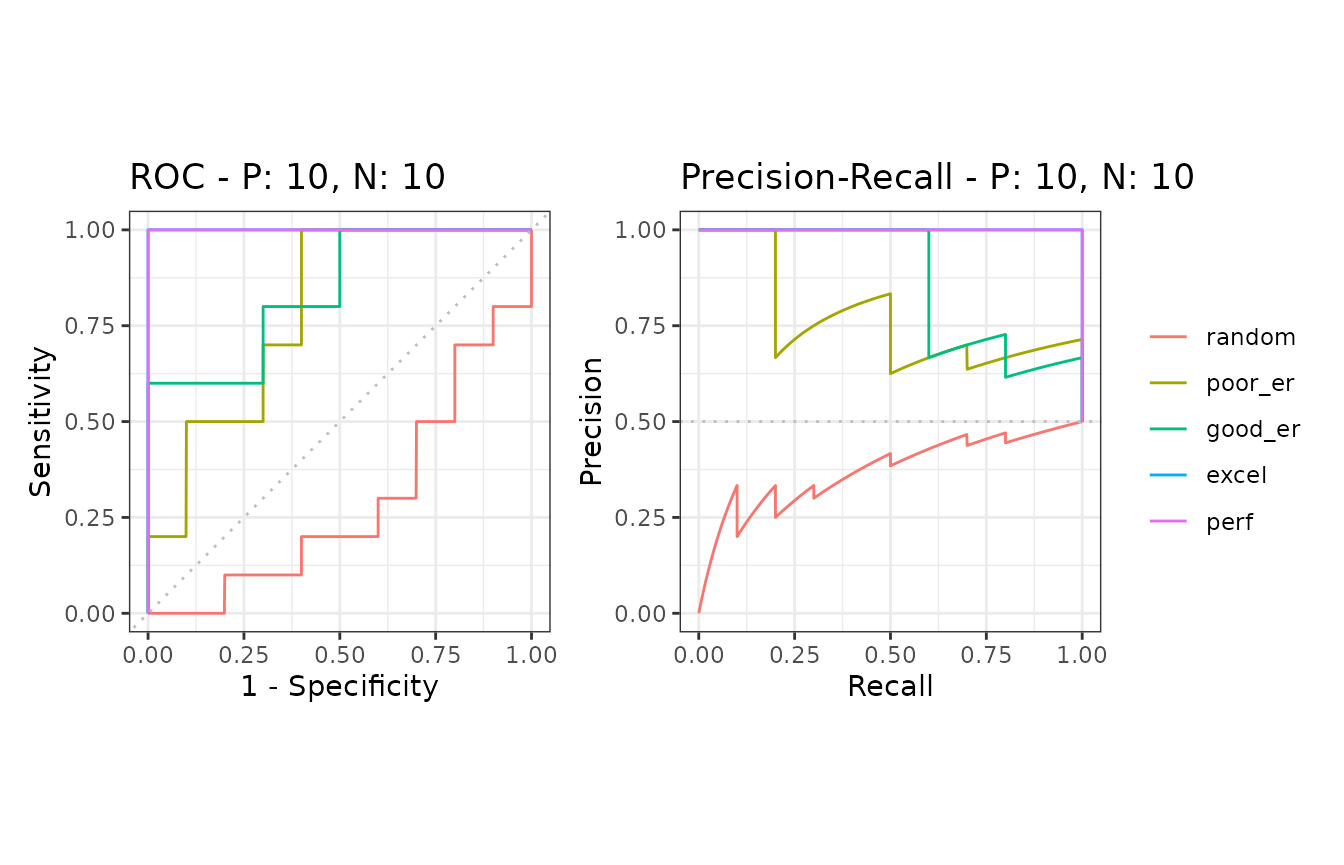 ROC - P: 10, N: 10
1.00
0.75
0.50
0.25
0.00
Sensitivity
0.00 0.25 0.50 0.75 1.00
1 - Specificity
Precision-Recall - P: 10, N: 10
1.00
0.75
0.50
0.25
0.00
Precision
0.00 0.25 0.50 0.75 1.00
Recall
random
poor_er
good_er
excel
perf